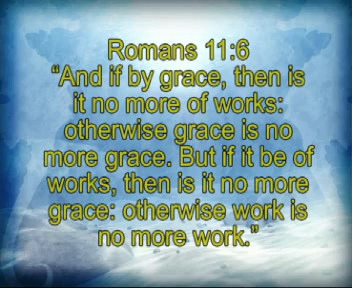 Romans 11:6
“And if by grace, then is
it no more of works:
otherwise grace is no
more grace. But if it be of
works, then is it no more
grace: otherwise work is
no more work.”